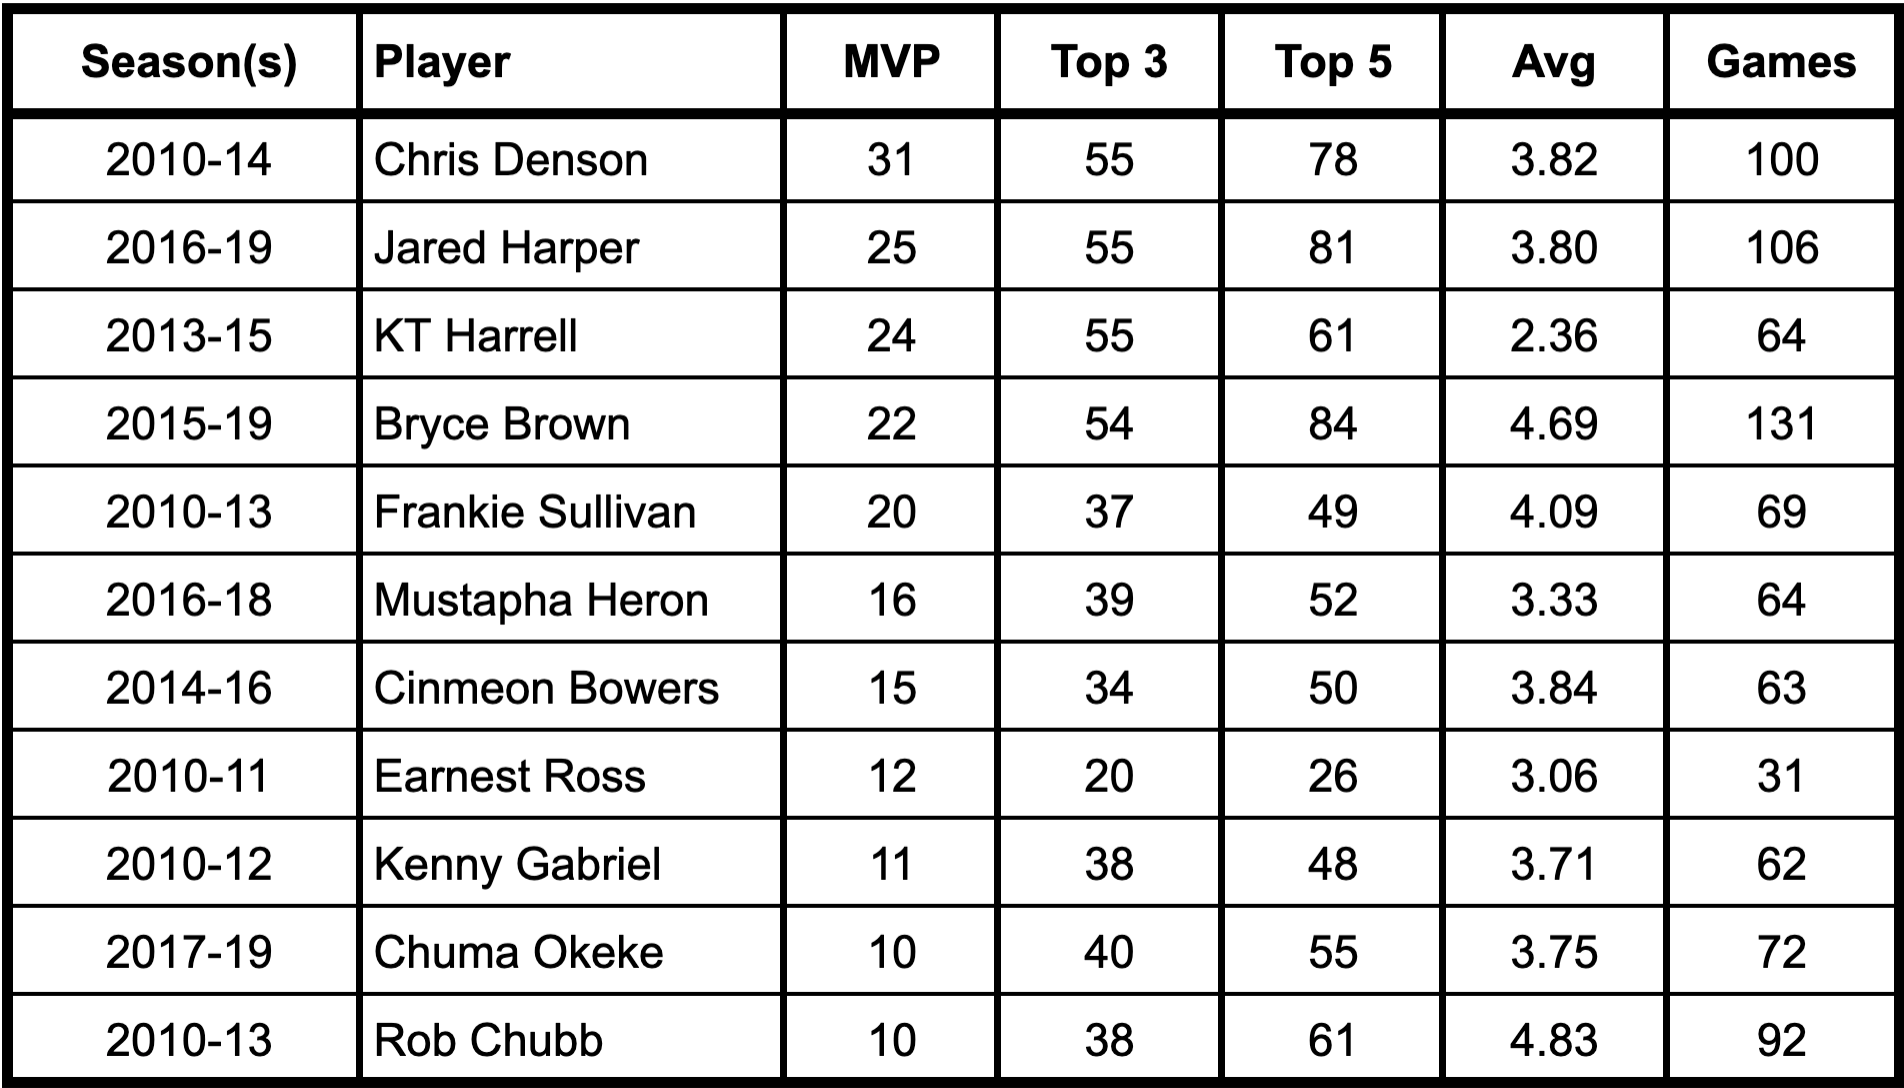 Season(s) Player MVP Top 3 Top 5 Avg Games
2010-14 Chris Denson 31 55 78 3.82 100
2016-19 Jared Harper 25 55 81 3.80 106
2013-15 KT Harrell 24 55 61 2.36 64
2015-19 Bryce Brown 22 54 84 4.69 131
2010-13 Frankie Sullivan 20 37 49 4.09 69
2016-18 Mustapha Heron 16 39 52 3.33 64
2014-16 Cinmeon Bowers 15 34 50 3.84 63
2010-11 Earnest Ross 12 20 26 3.06 31
2010-12 Kenny Gabriel 11 38 48 3.71 62
2017-19 Chuma Okeke 10 40 55 3.75 72
2010-13 Rob Chubb 10 38 61 4.83 92